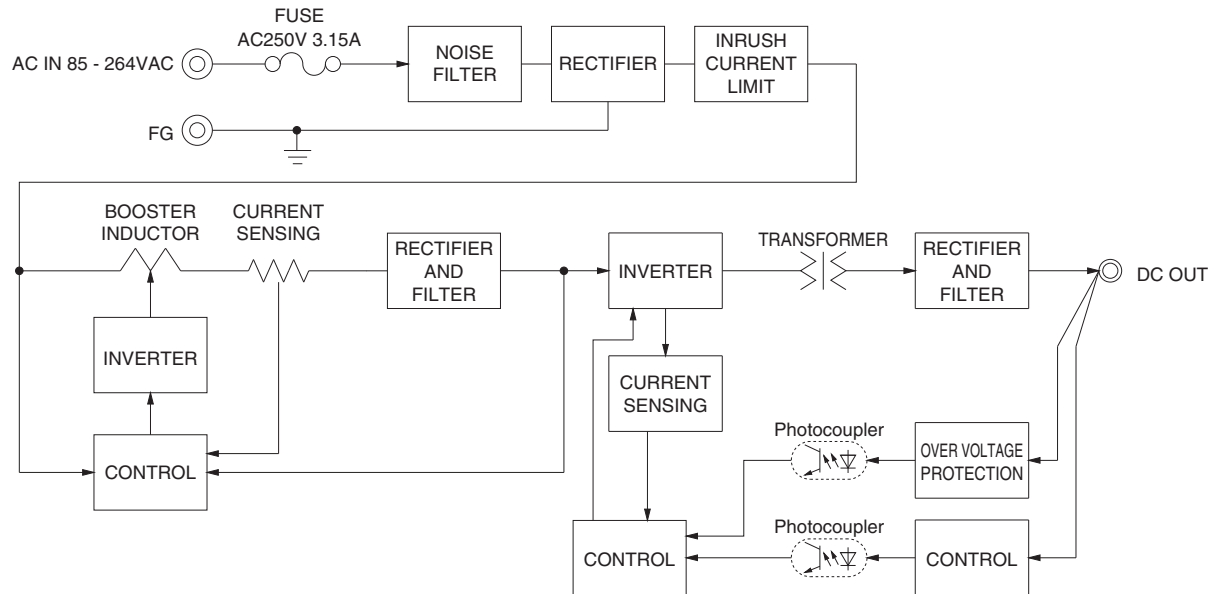 FUSE
AC250V 3.15A
AC IN 85 - 264VAC
NOISE
FILTER
RECTIFIER
INRUSH
CURRENT
LIMIT
FG
BOOSTER
INDUCTOR
CURRENT
SENSING
RECTIFIER
AND
FILTER
INVERTER
TRANSFORMER
RECTIFIER
AND
FILTER
DC OUT
INVERTER
CURRENT
SENSING
CONTROL
Photocoupler
OVER VOLTAGE
PROTECTION
CONTROL
Photocoupler
CONTROL